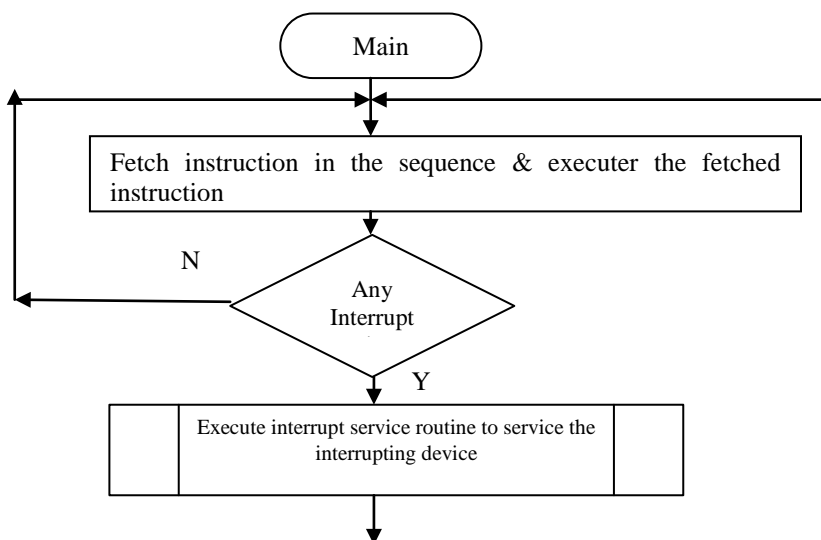 Main
Fetch instruction in the sequence & executer the fetched
instruction
N
Any
Interrupt
Y
Execute interrupt service routine to service the
interrupting device